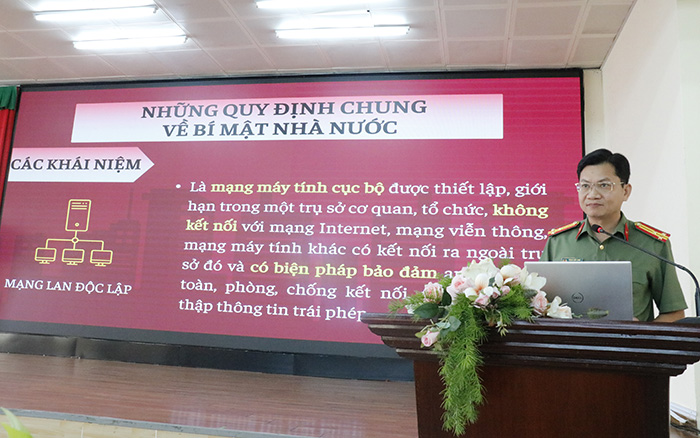 NHỮNG QUY ĐỊNH CHUNG
VỀ BÍ MẬT NHÀ NƯỚC
CÁC KHÁI NIỆM
MẠNG LAN ĐỘC LẬP
• Là mạng máy tính cục bộ được thiết lập, giới
hạn trong một trụ sở cơ quan, tổ chức, không
kết nối với mạng Internet, mạng viễn thông,
mạng máy tính khác có kết nối ra ngoài trụ
sở đó và có biện pháp bảo đảm an
toàn, phòng, chống kết nối
thập thông tin trái phép
DELL